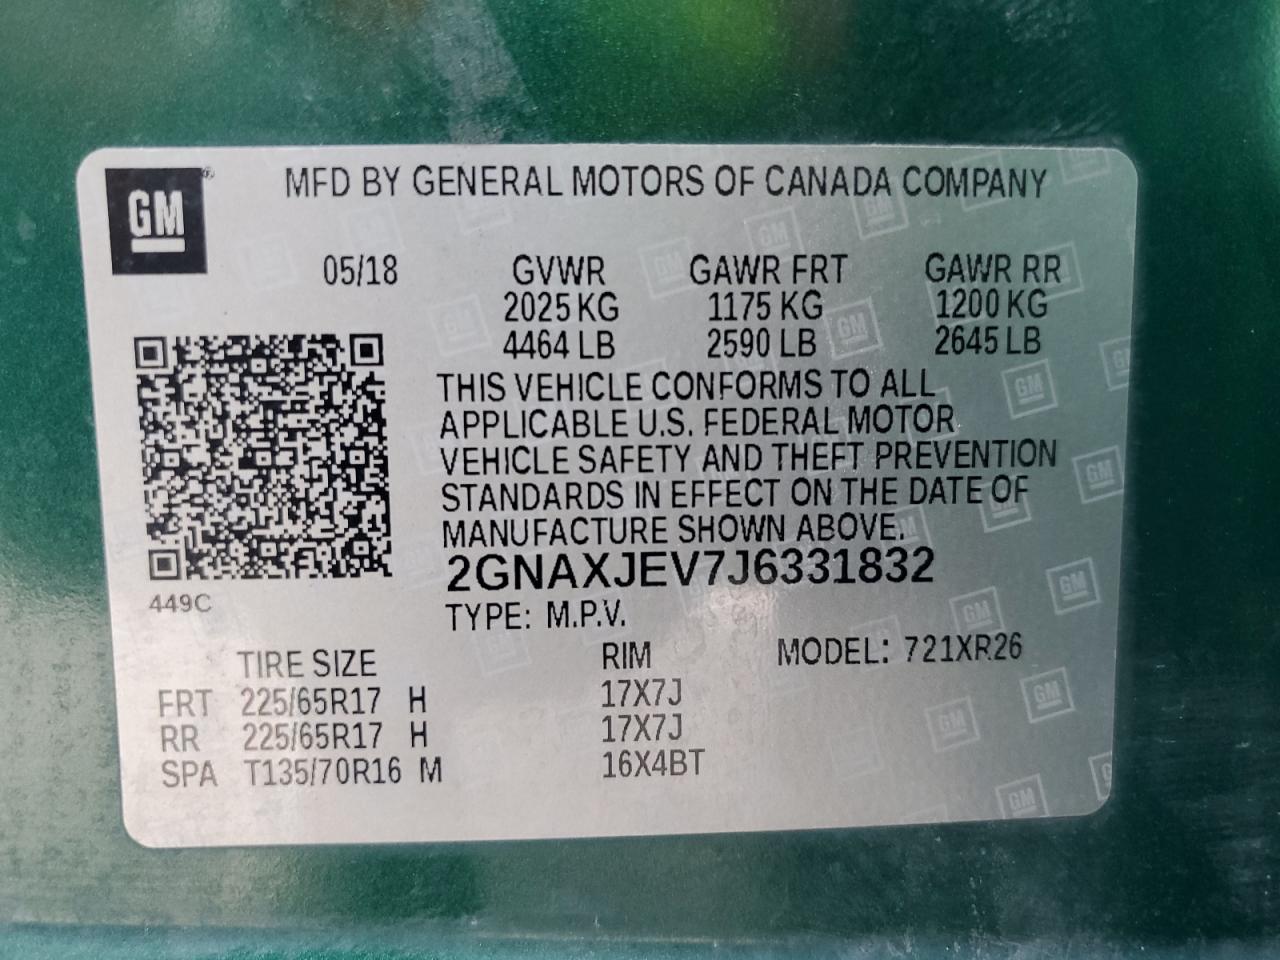 GM
MFD BY GENERAL MOTORS OF CANADA COMPANY
05/18 GVWR GAWR FRT GAWR RR
2025 KG 1175 KG 1200 KG
4464 LB 2590 LB 2645 LB
THIS VEHICLE CONFORMS TO ALL
APPLICABLE U.S. FEDERAL MOTOR
VEHICLE SAFETY AND THEFT PREVENTION
STANDARDS IN EFFECT ON THE DATE OF
MANUFACTURE SHOWN ABOVE.
2GNAXJEV7J6331832
449C
TYPE: M.P.V.
TIRE SIZE RIM MODEL: 721XR26
FRT 225/65R17 H 17X7J
RR 225/65R17 H 17X7J
SPA T135/70R16 M 16X4BT